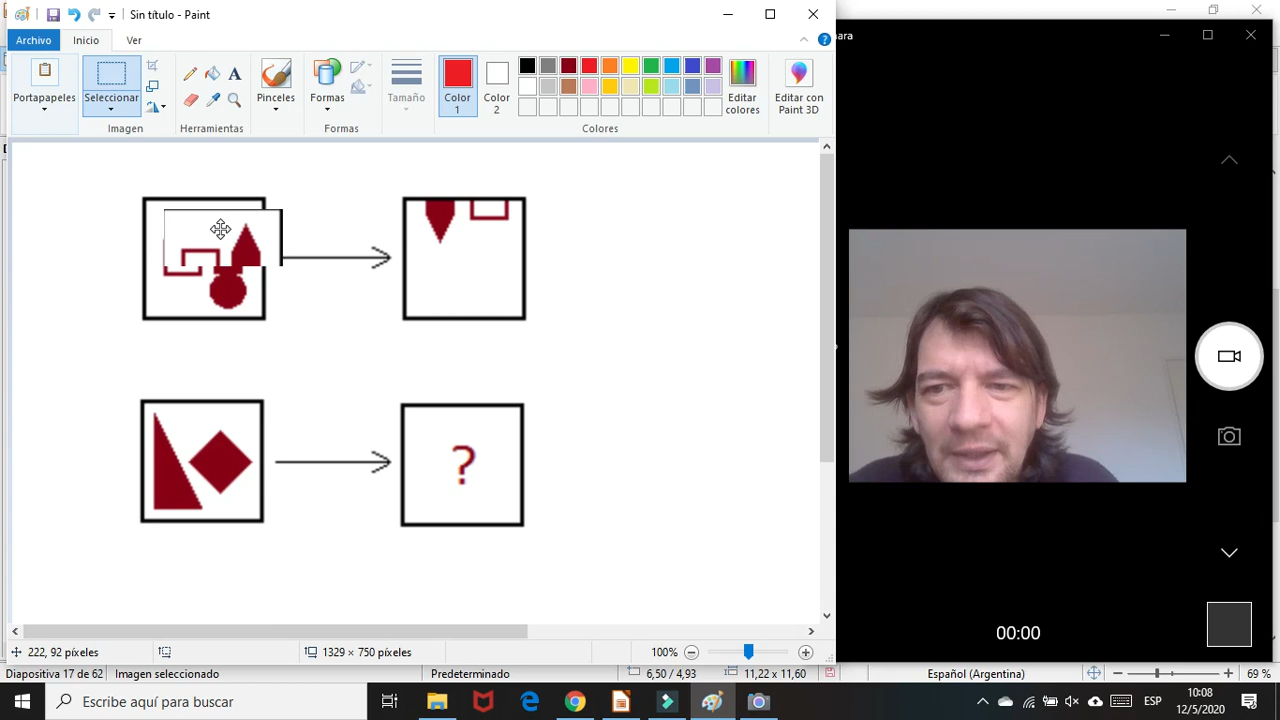 Sin título - Paint
ara
Archivo
Inicio
Ver
Portapapeles
Seleccionar
Pinceles
Formas
Tamaño
Color
1
Color
2
Editar
colores
Editar con
Paint 3D
Imagen
Herramientas
Formas
Colores
?
00:00
222, 92 píxeles
1329 × 750 píxeles
100%
Diapositiva 17 de 62
Imagen seleccionado
Predeterminado
6,50 / 4,93
11,22 x 11,60
Español (Argentina)
69 %
Escribe aquí para buscar
ESP
10:08
12/5/2020